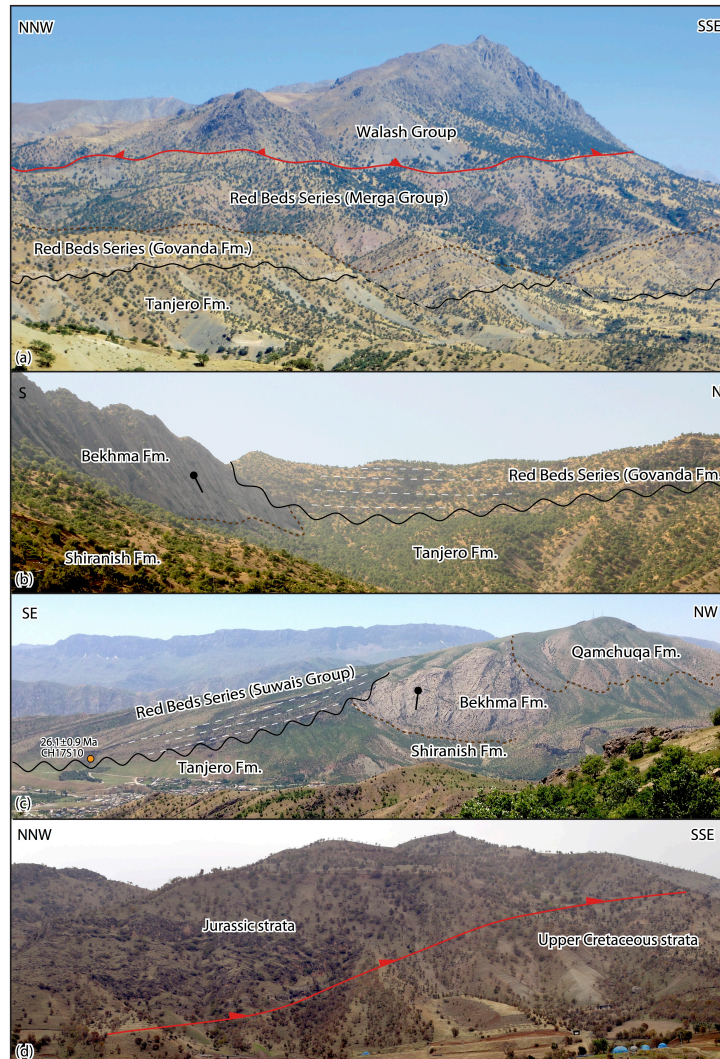 NNW
SSE
Walash Group
Red Beds Series (Merga Group)
Red Beds Series (Govanda Fm.)
Tanjero Fm.
(a)
S
N
Bekhma Fm.
Red Beds Series (Govanda Fm.
Shiranish Fm.
Tanjero Fm.
(b)
SE
NW
Qamchuqa Fm.
Red Beds Series (Suwais Group)
Bekhma Fm.
26,1±0.9 Ma
CH17S10
Shiranish Fm.
Tanjero Fm.
(c)
NNW
SSE
Jurassic strata
Upper Cretaceous strata
(d)